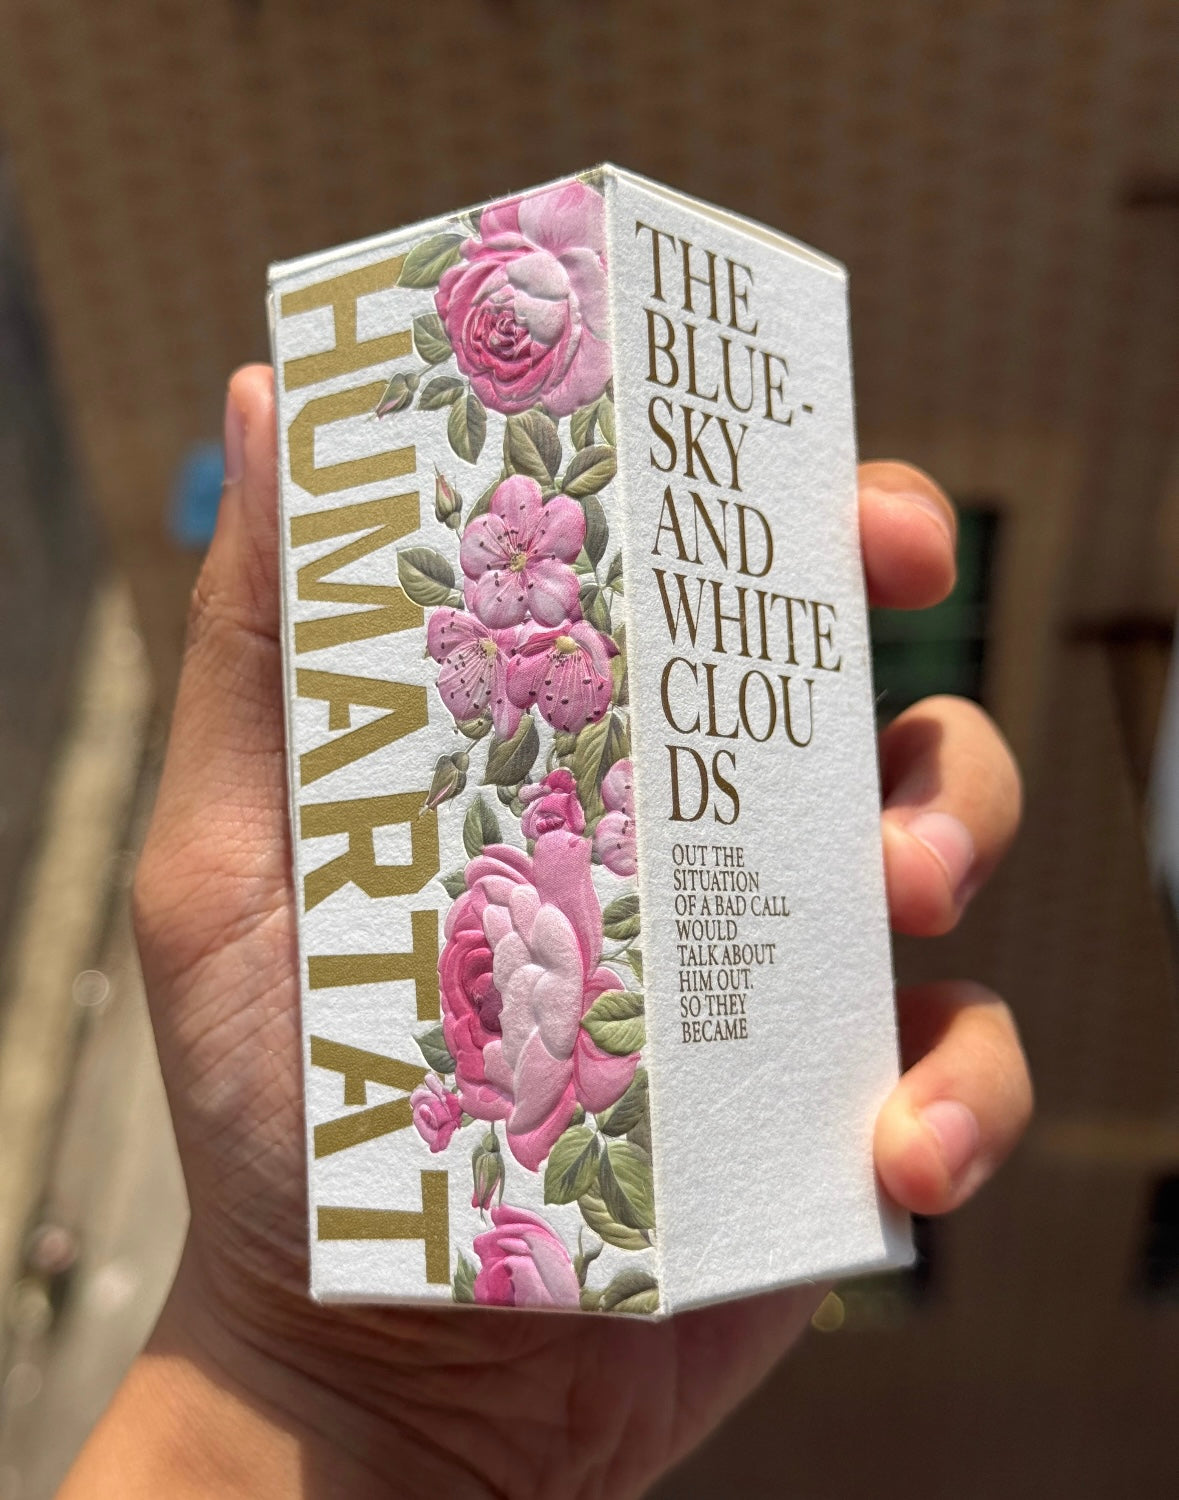 HUMARTAT
THE
BLUE-
SKY
AND
WHITE
CLOU
DS
OUT THE
SITUATION
OF A BAD CALL
WOULD
TALK ABOUT
HIM OUT.
SO THEY
BECAME